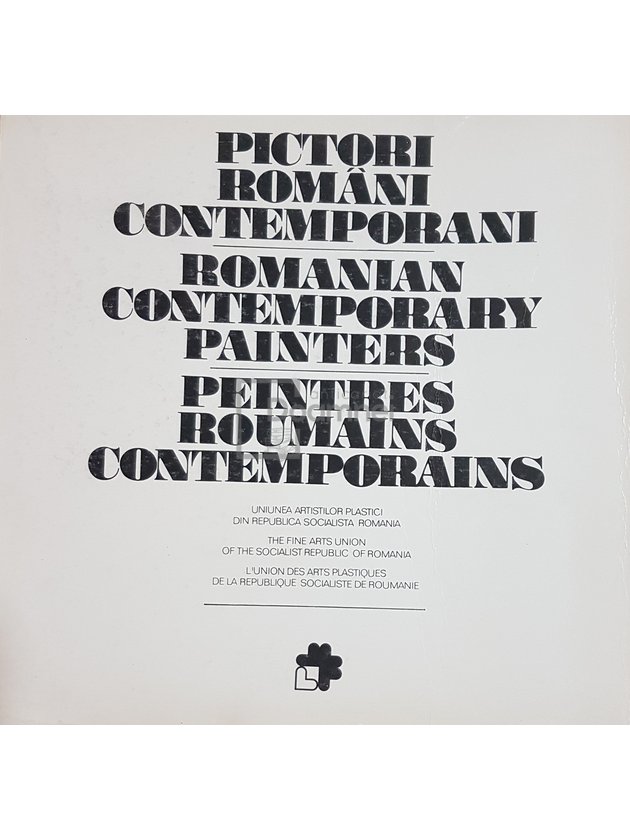 PICTORI
ROMÂNI
CONTEMPORANI
ROMANIAN
CONTEMPORARY
PAINTERS
PEINTRES
ROUMAINS
CONTEMPORAINS
UNIUNEA ARTISTILOR PLASTICI
DIN REPUBLICA SOCIALISTA ROMANIA
THE FINE ARTS UNION
OF THE SOCIALIST REPUBLIC OF ROMANIA
L'UNION DES ARTS PLASTIQUES
DE LA REPUBLIQUE SOCIALISTE DE ROUMANIE